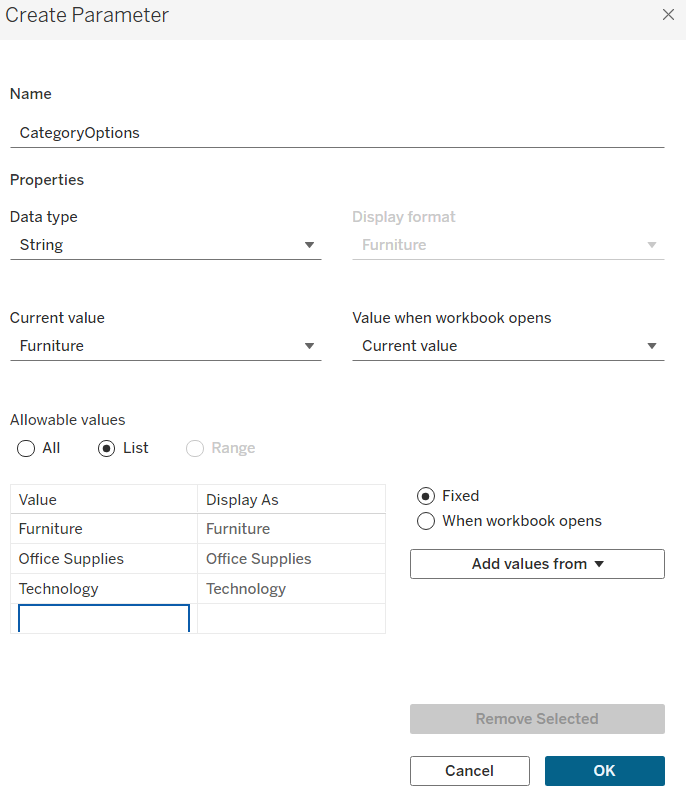 Create Parameter
Name
CategoryOptions
Properties
Data type
Display format
String
Furniture
Current value
Value when workbook opens
Furniture
Current value
Allowable values
All
List
Range
Value
Display As
Furniture
Furniture
Office Supplies
Office Supplies
Technology
Technology
Fixed
When workbook opens
Add values from
Remove Selected
Cancel
OK